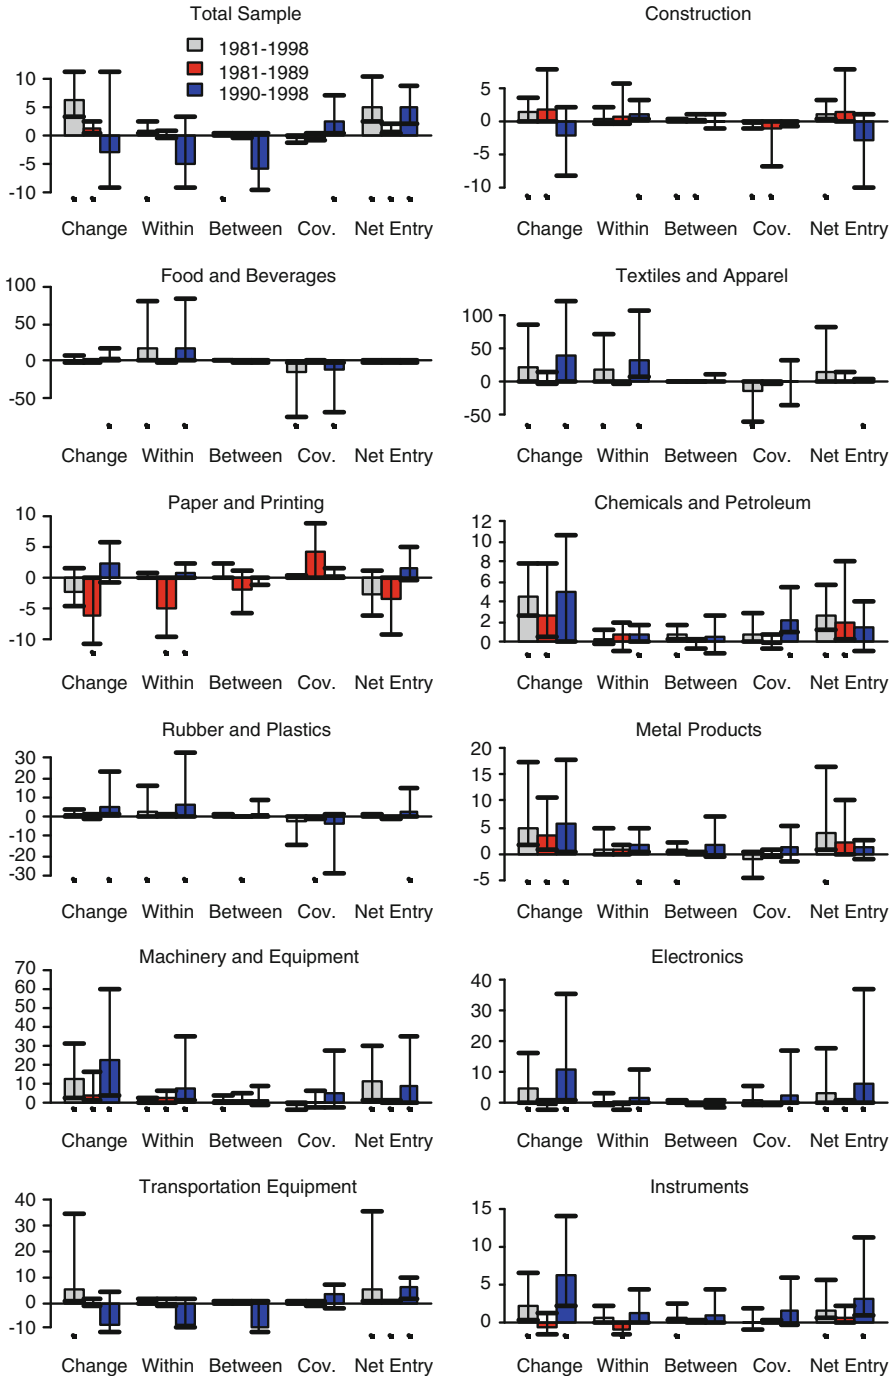 Total Sample
1981-1998
1981-1989
1990-1998
10
5
0
-5
-10
Change Within Between Cov. Net Entry
Construction
5
0
-5
-10
Change Within Between Cov. Net Entry
Food and Beverages
100
50
0
-50
Change Within Between Cov. Net Entry
Textiles and Apparel
100
50
0
-50
Change Within Between Cov. Net Entry
Paper and Printing
10
5
0
-5
-10
Change Within Between Cov. Net Entry
Chemicals and Petroleum
12
10
8
6
4
2
0
Change Within Between Cov. Net Entry
Rubber and Plastics
30
20
10
0
-10
-20
-30
Change Within Between Cov. Net Entry
Metal Products
20
15
10
5
0
-5
Change Within Between Cov. Net Entry
Machinery and Equipment
70
60
50
40
30
20
10
0
Change Within Between Cov. Net Entry
Electronics
40
30
20
10
0
Change Within Between Cov. Net Entry
Transportation Equipment
40
30
20
10
0
-10
Change Within Between Cov. Net Entry
Instruments
15
10
5
0
Change Within Between Cov. Net Entry